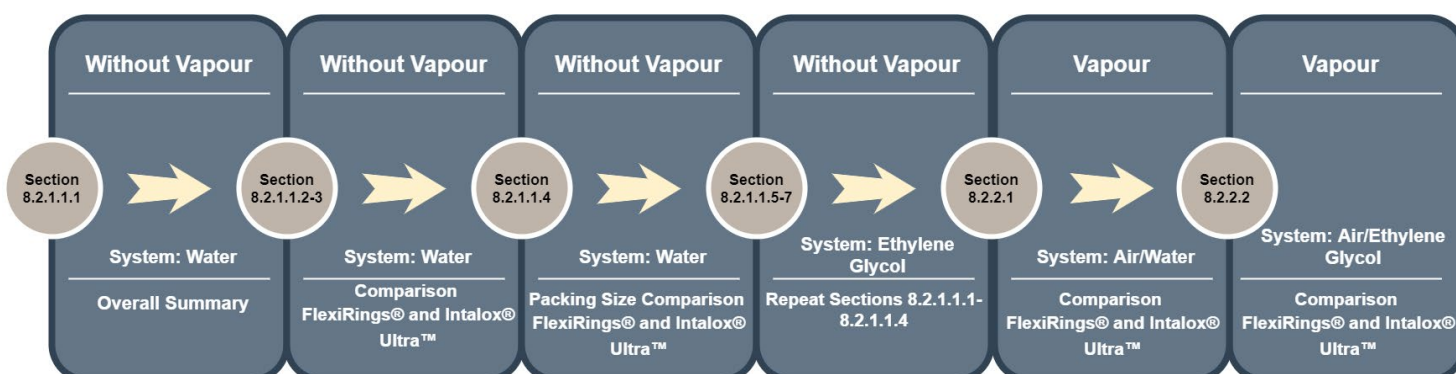 Without Vapour
Section
8.2.1.1.1
System: Water
Overall Summary
Without Vapour
Section
8.2.1.1.2-3
System: Water
Comparison
FlexiRings® and Intalox®
Ultra™
Without Vapour
Section
8.2.1.1.4
System: Water
Packing Size Comparison
FlexiRings® and Intalox®
Ultra™
Without Vapour
Section
8.2.1.1.5-7
System: Ethylene
Glycol
Repeat Sections 8.2.1.1.1-
8.2.1.1.4
Vapour
Section
8.2.2.1
System: Air/Water
Comparison
FlexiRings® and Intalox®
Ultra™
Vapour
Section
8.2.2.2
System: Air/Ethylene
Glycol
Comparison
FlexiRings® and Intalox®
Ultra™